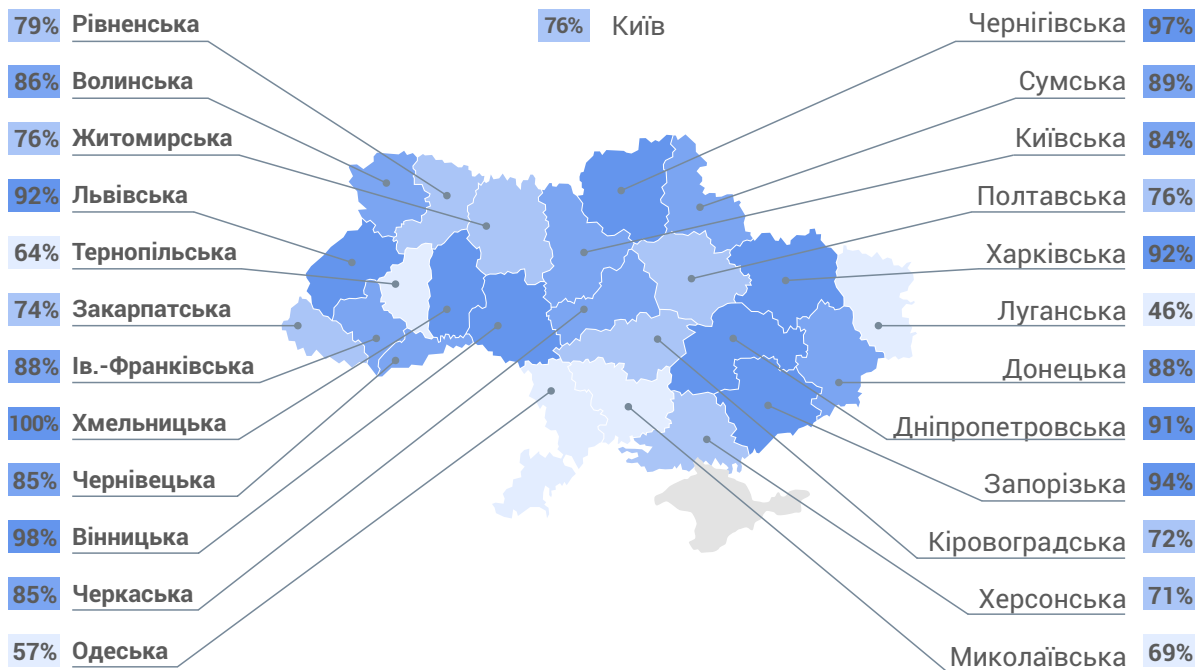 79% Рівненська
86% Волинська
76% Житомирська
92% Львівська
64% Тернопільська
74% Закарпатська
88% Ів.-Франківська
100% Хмельницька
85% Чернівецька
98% Вінницька
85% Черкаська
57% Одеська
76% Київ
Чернігівська 97%
Сумська 89%
Київська 84%
Полтавська 76%
Харківська 92%
Луганська 46%
Донецька 88%
Дніпропетровська 91%
Запорізька 94%
Кіровоградська 72%
Херсонська 71%
Миколаївська 69%